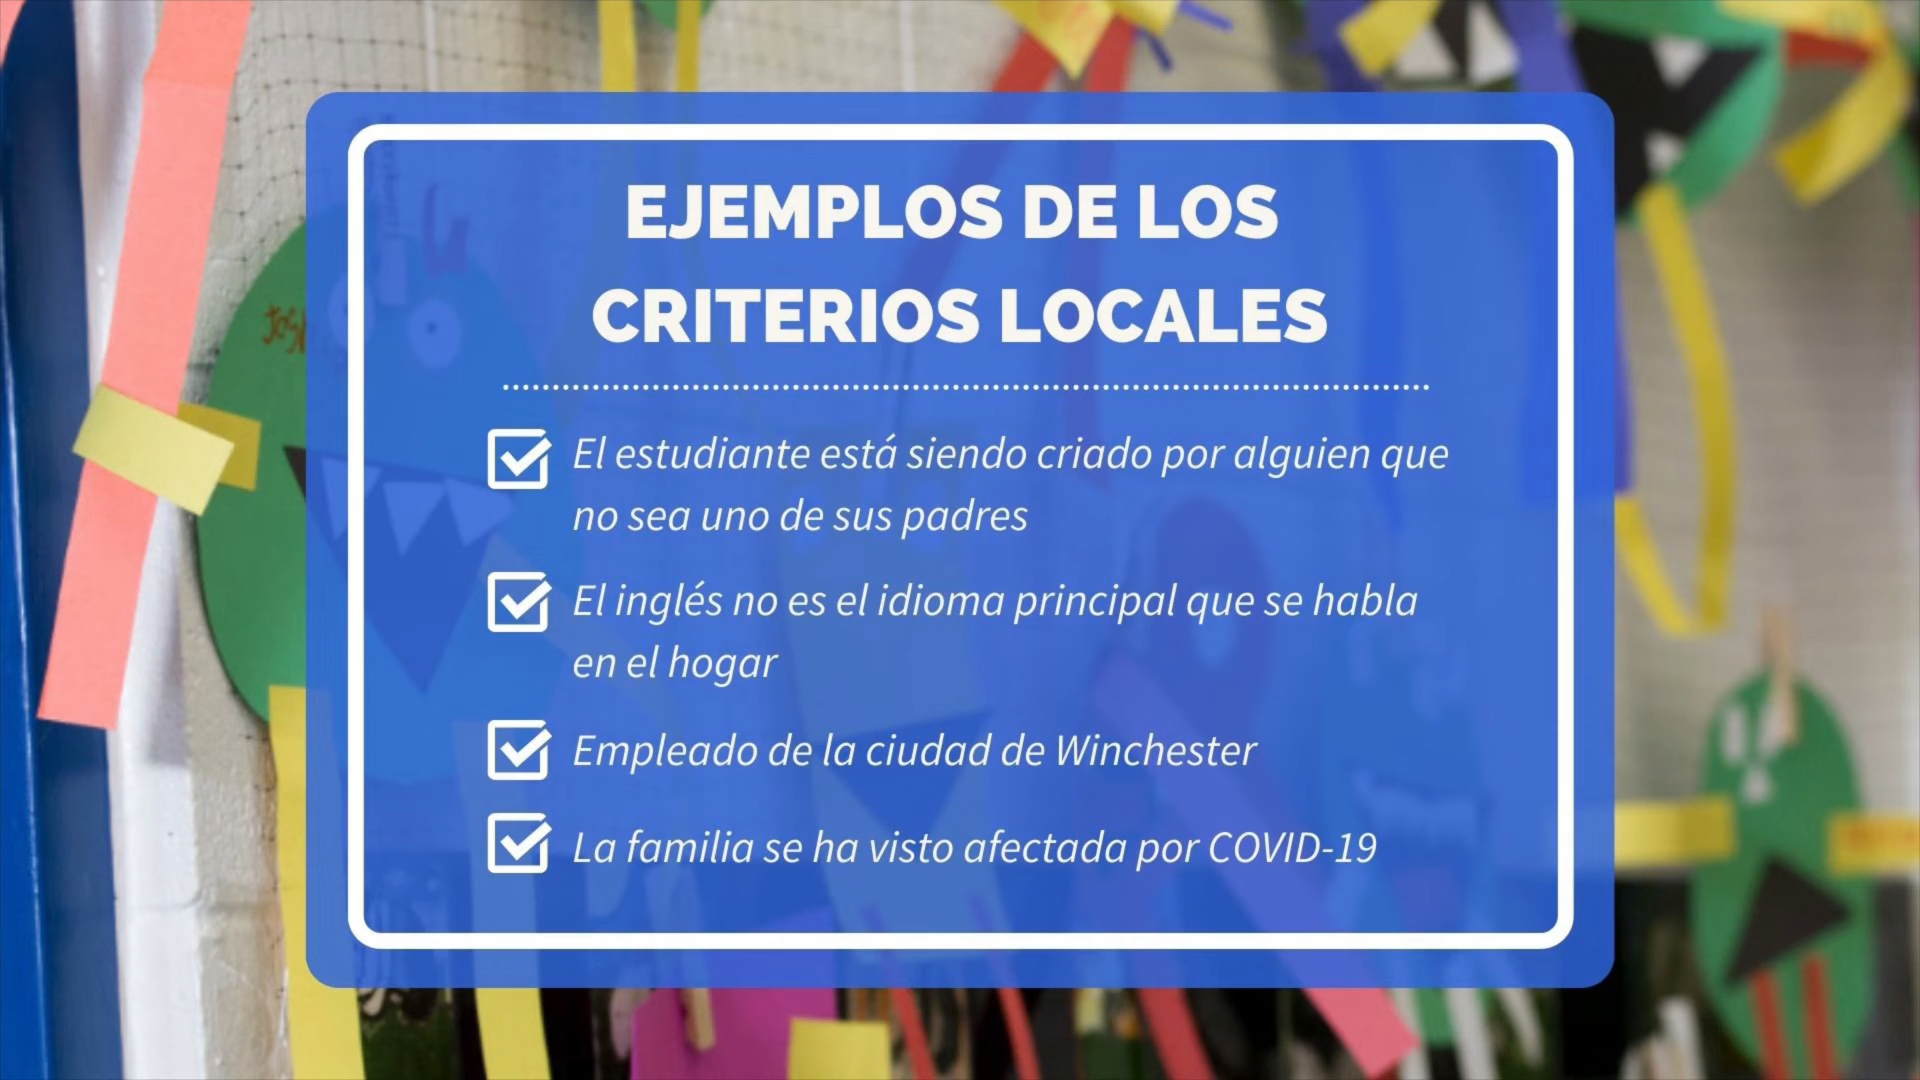 EJEMPLOS DE LOS
CRITERIOS LOCALES
El estudiante está siendo criado por alguien que
no sea uno de sus padres
El inglés no es el idioma principal que se habla
en el hogar
Empleado de la ciudad de Winchester
La familia se ha visto afectada por COVID-19